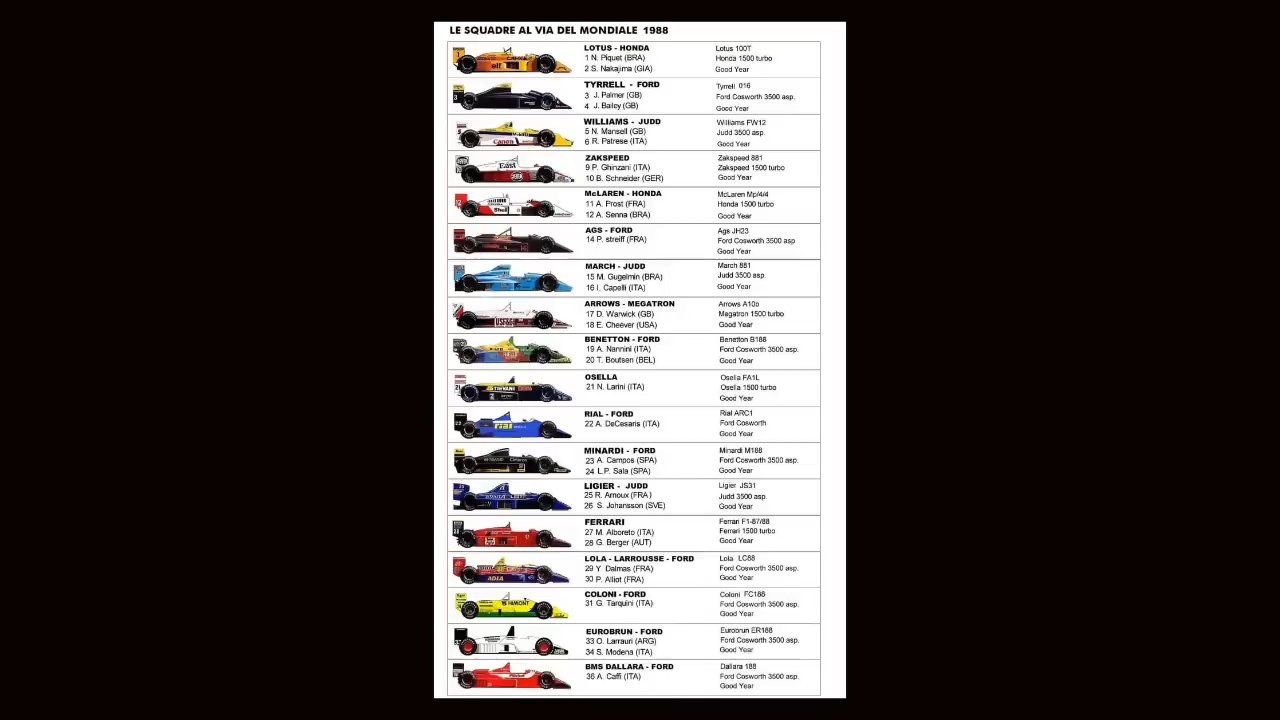 LE SQUADRE AL VIA DEL MONDIALE 1988
LOTUS - HONDA
1 N. Piquet (BRA)
2 S. Nakajima (GIA)
Lotus 100T
Honda 1500 turbo
Good Year
TYRRELL - FORD
3 J. Palmer (GB)
4 J. Bailey (GB)
Tyrrell 016
Ford Cosworth 3500 asp.
Good Year
WILLIAMS - JUDD
5 N. Mansell (GB)
6 R. Patrese (ITA)
Williams FW12
Judd 3500 asp.
Good Year
ZAKSPEED
9 P. Ghinzani (ITA)
10 B. Schneider (GER)
Zakspeed 881
Zakspeed 1500 turbo
Good Year
McLAREN - HONDA
11 A. Prost (FRA)
12 A. Senna (BRA)
McLaren Mp/4/4
Honda 1500 turbo
Good Year
AGS - FORD
14 P. streiff (FRA)
Ags JH23
Ford Cosworth 3500 asp
Good Year
MARCH - JUDD
15 M. Gugelmin (BRA)
16 I. Capelli (ITA)
March 881
Judd 3500 asp.
Good Year
ARROWS - MEGATRON
17 D. Warwick (GB)
18 E. Cheever (USA)
Arrows A10b
Megatron 1500 turbo
Good Year
BENETTON - FORD
19 A. Nannini (ITA)
20 T. Boutsen (BEL)
Benetton B188
Ford Cosworth 3500 asp.
Good Year
OSELLA
21 N. Larini (ITA)
Osella FA1L
Osella 1500 turbo
Good Year
RIAL - FORD
22 A. DeCesaris (ITA)
Rial ARC1
Ford Cosworth
Good Year
MINARDI - FORD
23 A. Campos (SPA)
24 L.P. Sala (SPA)
Minardi M188
Ford Cosworth 3500 asp.
Good Year
LIGIER - JUDD
25 R. Arnoux (FRA)
26 S. Johansson (SVE)
Ligier JS31
Judd 3500 asp.
Good Year
FERRARI
27 M. Alboreto (ITA)
28 G. Berger (AUT)
Ferrari F1-87/88
Ferrari 1500 turbo
Good Year
LOLA - LARROUSSE - FORD
29 Y Dalmas (FRA)
30 P. Alliot (FRA)
Lola LC88
Ford Cosworth 3500 asp.
Good Year
COLONI - FORD
31 G. Tarquini (ITA)
Coloni FC188
Ford Cosworth 3500 asp.
Good Year
EUROBRUN - FORD
33 O. Larrauri (ARG)
34 S. Modena (ITA)
Eurobrun ER188
Ford Cosworth 3500 asp.
Good Year
BMS DALLARA - FORD
36 A. Caffi (ITA)
Dallara 188
Ford Cosworth 3500 asp.
Good Year
elf
Canon
East
Shell
rial
ADIA
HIMONT